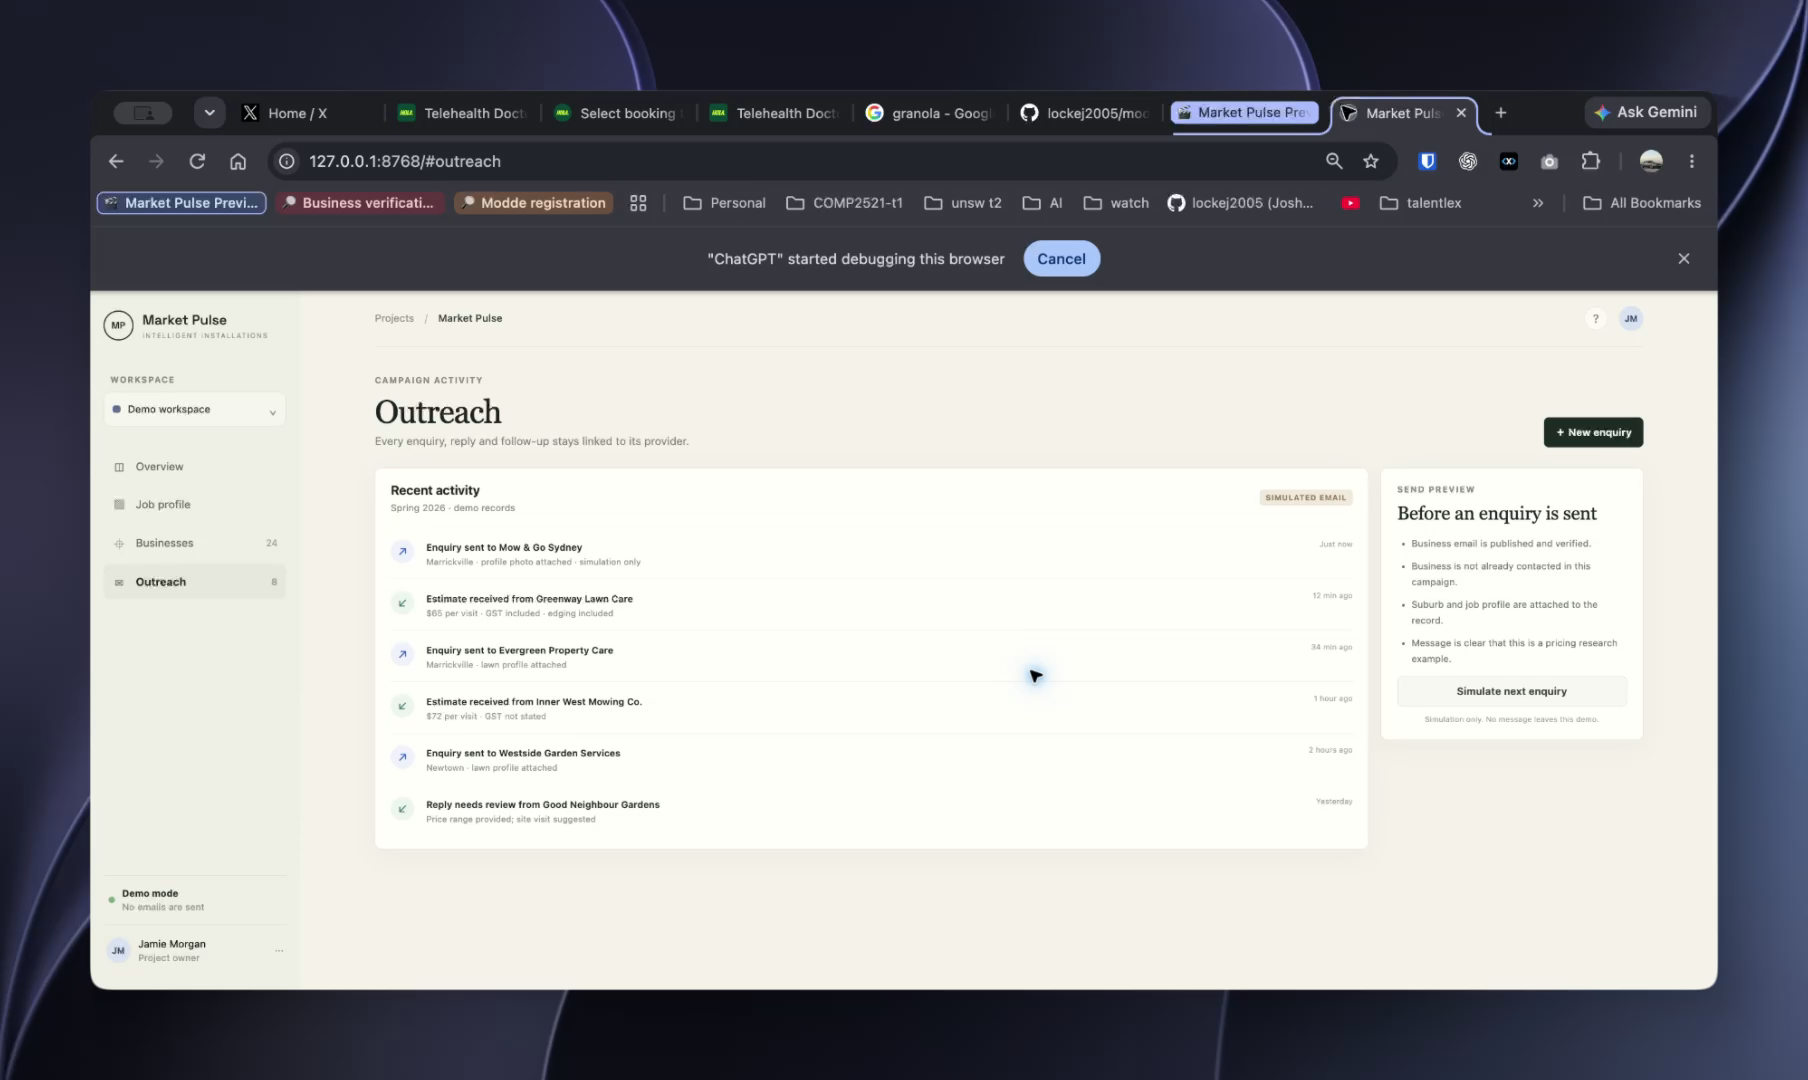 Home / X
Telehealth Doct
Select booking
Telehealth Doct
granola - Googl
lockej2005/moc
Market Pulse Prev
Market Puls
Ask Gemini
127.0.0.1:8768/#outreach
Market Pulse Previ...
Business verificati...
Modde registration
Personal
COMP2521-t1
unsw t2
AI
watch
lockej2005 (Josh...
talentlex
All Bookmarks
"ChatGPT" started debugging this browser
Cancel
MP
Market Pulse
INTELLIGENT INSTALLATIONS
WORKSPACE
Demo workspace
Overview
Job profile
Businesses 24
Outreach 8
Demo mode
No emails are sent
JM
Jamie Morgan
Project owner
Projects / Market Pulse
?
JM
CAMPAIGN ACTIVITY
Outreach
Every enquiry, reply and follow-up stays linked to its provider.
+ New enquiry
Recent activity
Spring 2026 · demo records
SIMULATED EMAIL
Enquiry sent to Mow & Go Sydney
Marrickville · profile photo attached · simulation only
Just now
Estimate received from Greenway Lawn Care
$65 per visit · GST included · edging included
12 min ago
Enquiry sent to Evergreen Property Care
Marrickville · lawn profile attached
34 min ago
Estimate received from Inner West Mowing Co.
$72 per visit · GST not stated
1 hour ago
Enquiry sent to Westside Garden Services
Newtown · lawn profile attached
2 hours ago
Reply needs review from Good Neighbour Gardens
Price range provided; site visit suggested
Yesterday
SEND PREVIEW
Before an enquiry is sent
• Business email is published and verified.
• Business is not already contacted in this
campaign.
• Suburb and job profile are attached to the
record.
• Message is clear that this is a pricing research
example.
Simulate next enquiry
Simulation only. No message leaves this demo.